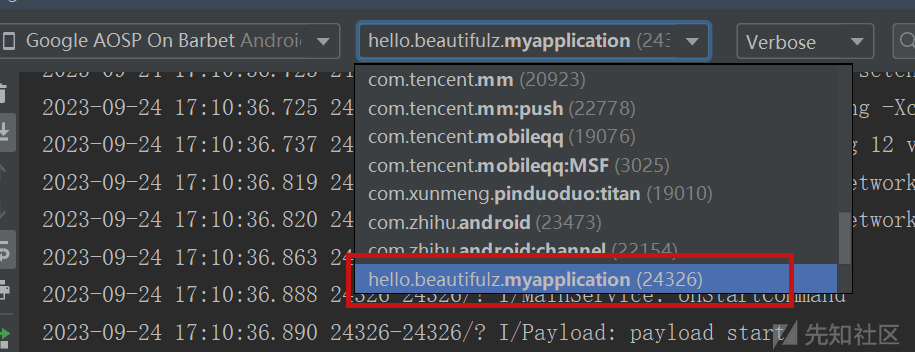 Google AOSP On Barbet Androi
hello.beautifulz.myapplication (24
Verbose
com.tencent.mm (20923)
2023-09-24 17:10:36.725 24
com.tencent.mm:push (22778)
ng -Xc
2023-09-24 17:10:36.737 24
com.tencent.mobileqq (19076)
g 12 v
com.tencent.mobileqq:MSF (3025)
2023-09-24 17:10:36.819 24
com.xunmeng.pinduoduo:titan (19010)
etwork
2023-09-24 17:10:36.820 24
com.zhihu.android (23473)
etwork
2023-09-24 17:10:36.863 24
com.zhihu.android:channel (22154)
hello.beautifulz.myapplication (24326)
2023-09-24 17:10:36.888 24326-24326/? I/MainService: onStartCommand
2023-09-24 17:10:36.890 24326-24326/? I/Payload: payload start
先知社区